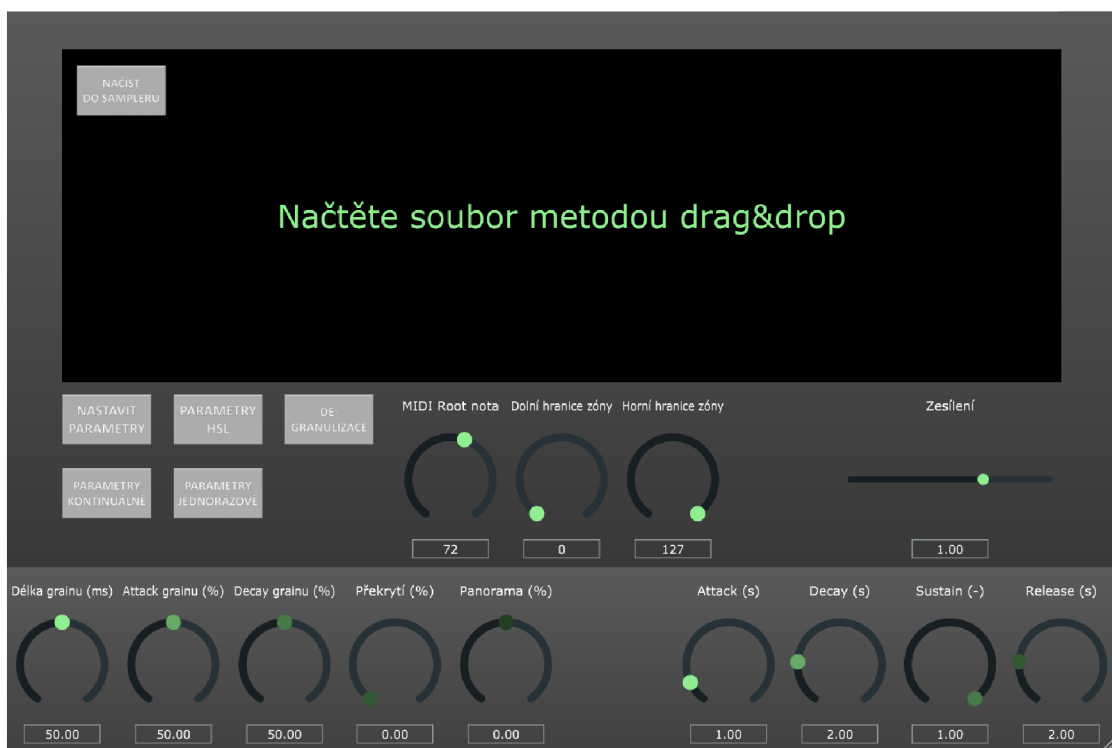 NAČÍST
DO SAMPLERU
Načtěte soubor metodou drag&drop
NASTAVIT
PARAMETRY
PARAMETRY
HSL
DE-
GRANULIZACE
PARAMETRY
KONTINUÁLNĚ
PARAMETRY
JEDNORAZOVĚ
MIDI Root nota
Dolní hranice zóny
Horní hranice zóny
Zesílení
72
0
127
1.00
Délka grainu (ms)
Attack grainu (%)
Decay grainu (%)
Překrytí (%)
Panorama (%)
Attack (s)
Decay (s)
Sustain (-)
Release (s)
50.00
50.00
50.00
0.00
0.00
1.00
2.00
1.00
2.00